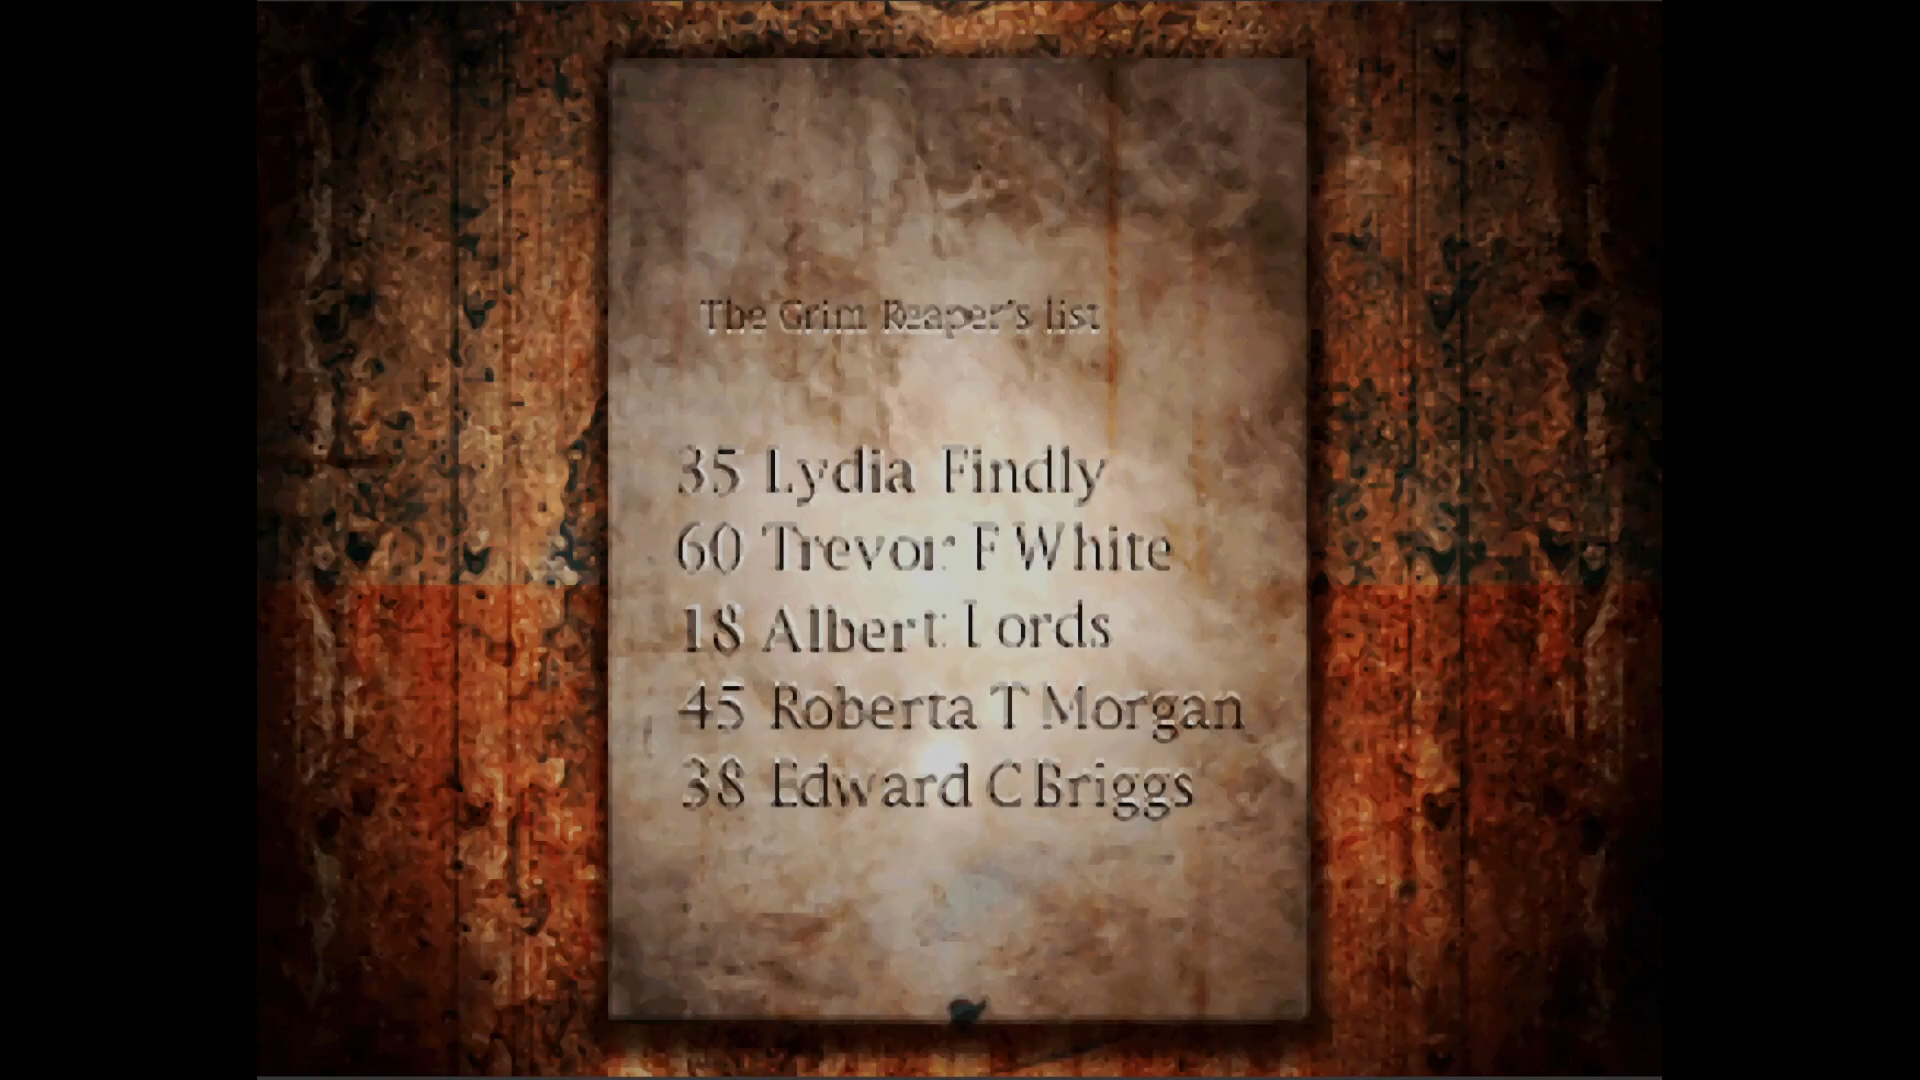 The Grim Reaper's list
35 Lydia Findly
60 Trevor F White
18 Albert Lords
45 Roberta T Morgan
38 Edward C Briggs